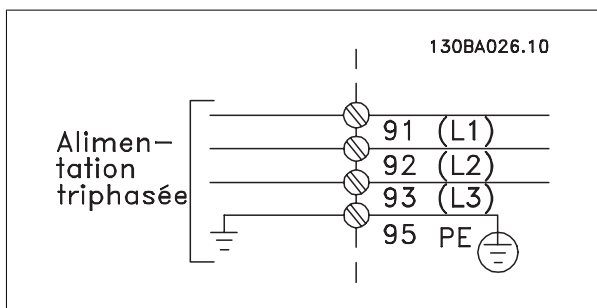 130BA026.10
Alimen-
tation
triphasée
91 (L1)
92 (L2)
93 (L3)
95 PE